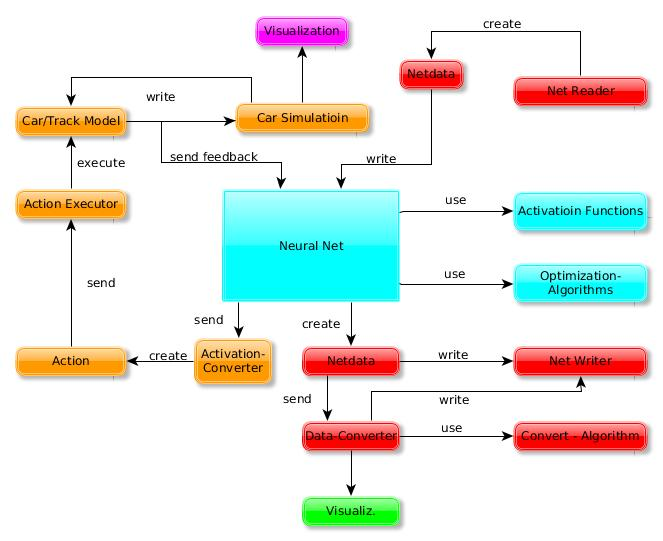 Visualization
create
Netdata
Net Reader
write
Car/Track Model
Car Simulatioin
send feedback
write
execute
Action Executor
use
Activatioin Functions
Neural Net
use
Optimization-
Algorithms
send
send
create
Action
create
Activation-
Converter
Netdata
write
Net Writer
send
write
Data-Converter
use
Convert - Algorithm
Visualiz.